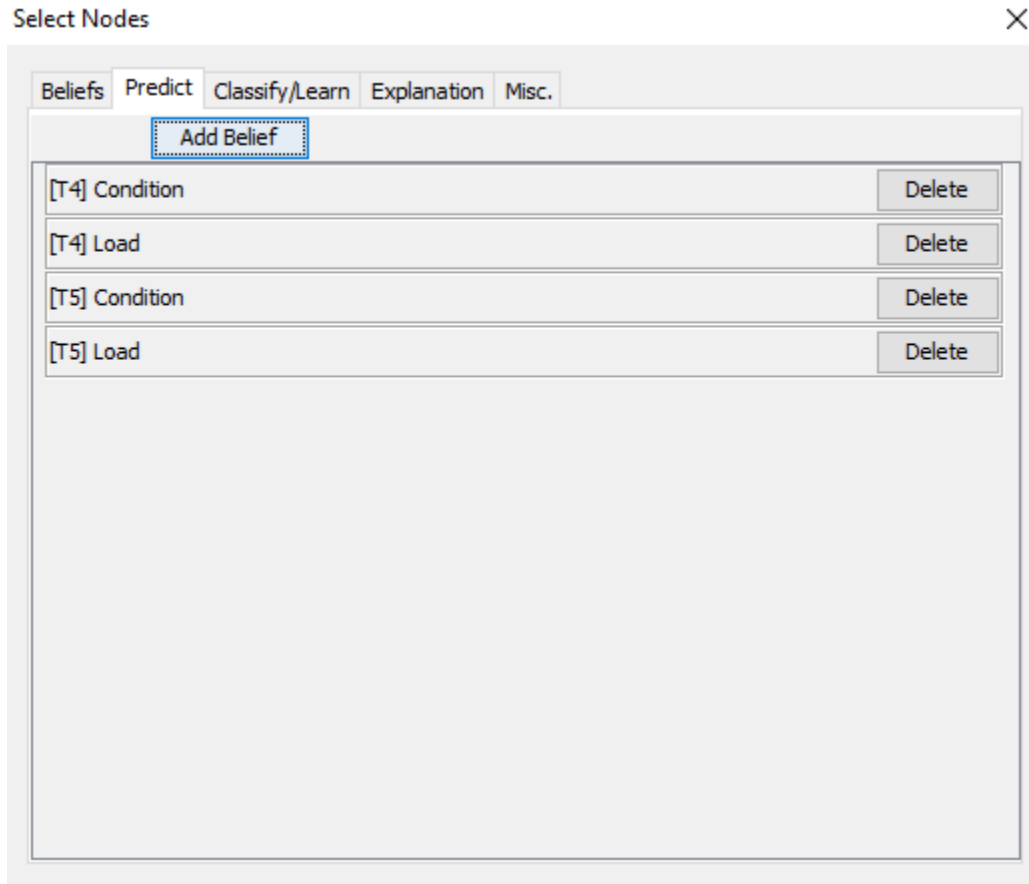 Select Nodes
Beliefs Predict Classify/Learn Explanation Misc.
Add Belief
[T4] Condition Delete
[T4] Load Delete
[T5] Condition Delete
[T5] Load Delete